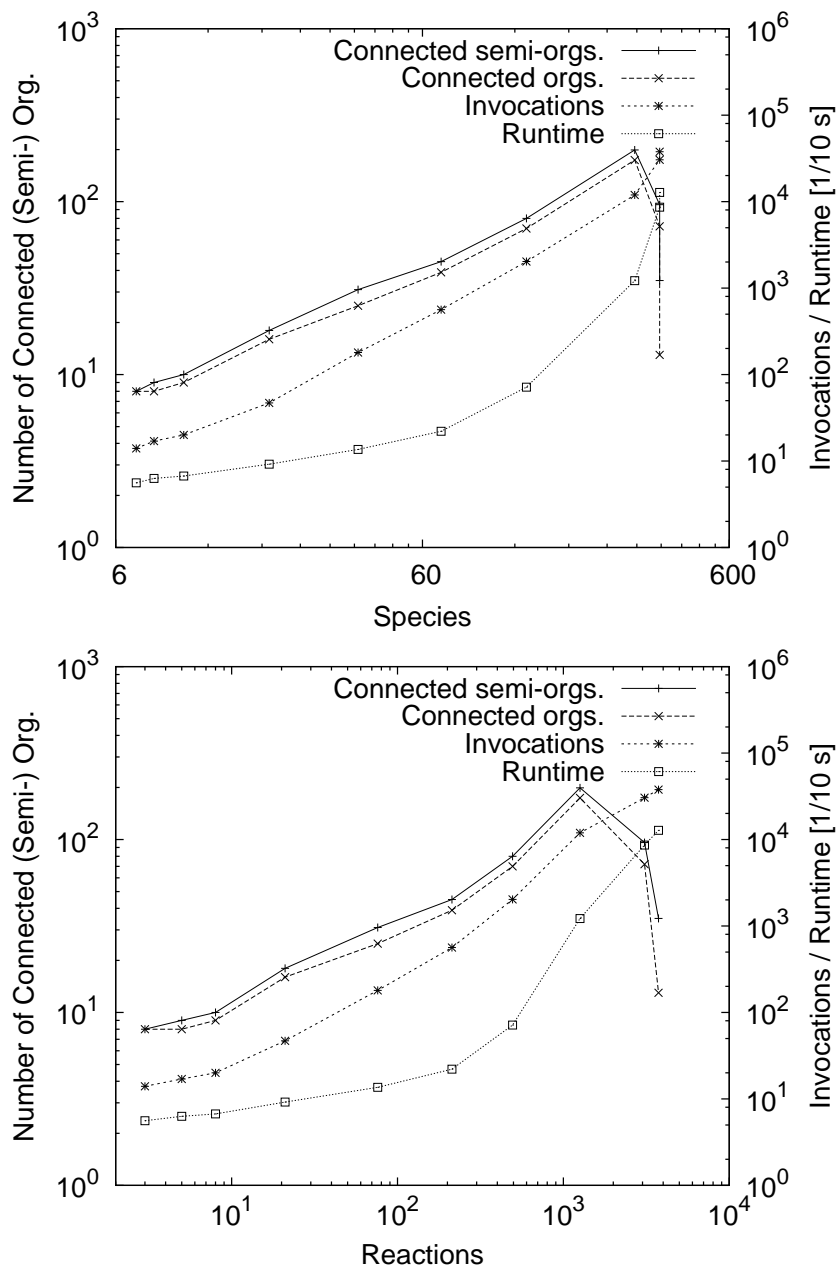 10^3
10^2
10^1
10^0
Number of Connected (Semi-) Org.
10^6
10^5
10^4
10^3
10^2
10^1
10^0
Invocations / Runtime [1/10 s]
Connected semi-orgs.
Connected orgs.
Invocations
Runtime
6
60
600
Species
10^3
10^2
10^1
10^0
Number of Connected (Semi-) Org.
10^6
10^5
10^4
10^3
10^2
10^1
10^0
Invocations / Runtime [1/10 s]
Connected semi-orgs.
Connected orgs.
Invocations
Runtime
10^1
10^2
10^3
10^4
Reactions